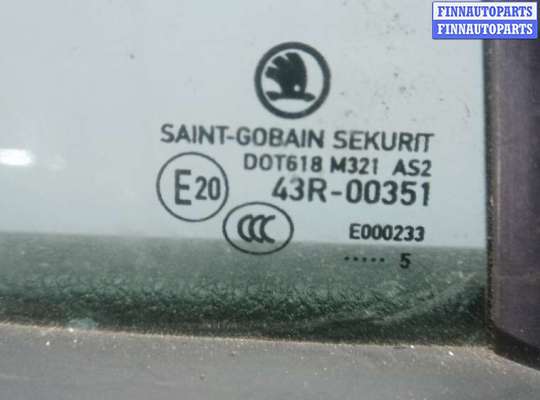 FINNAUTOPARTS
FINNAUTOPARTS
SAINT-GOBAIN SEKURIT
DOT618 M321 AS2
E20 43R-00351
CCC
E000233
..... 5